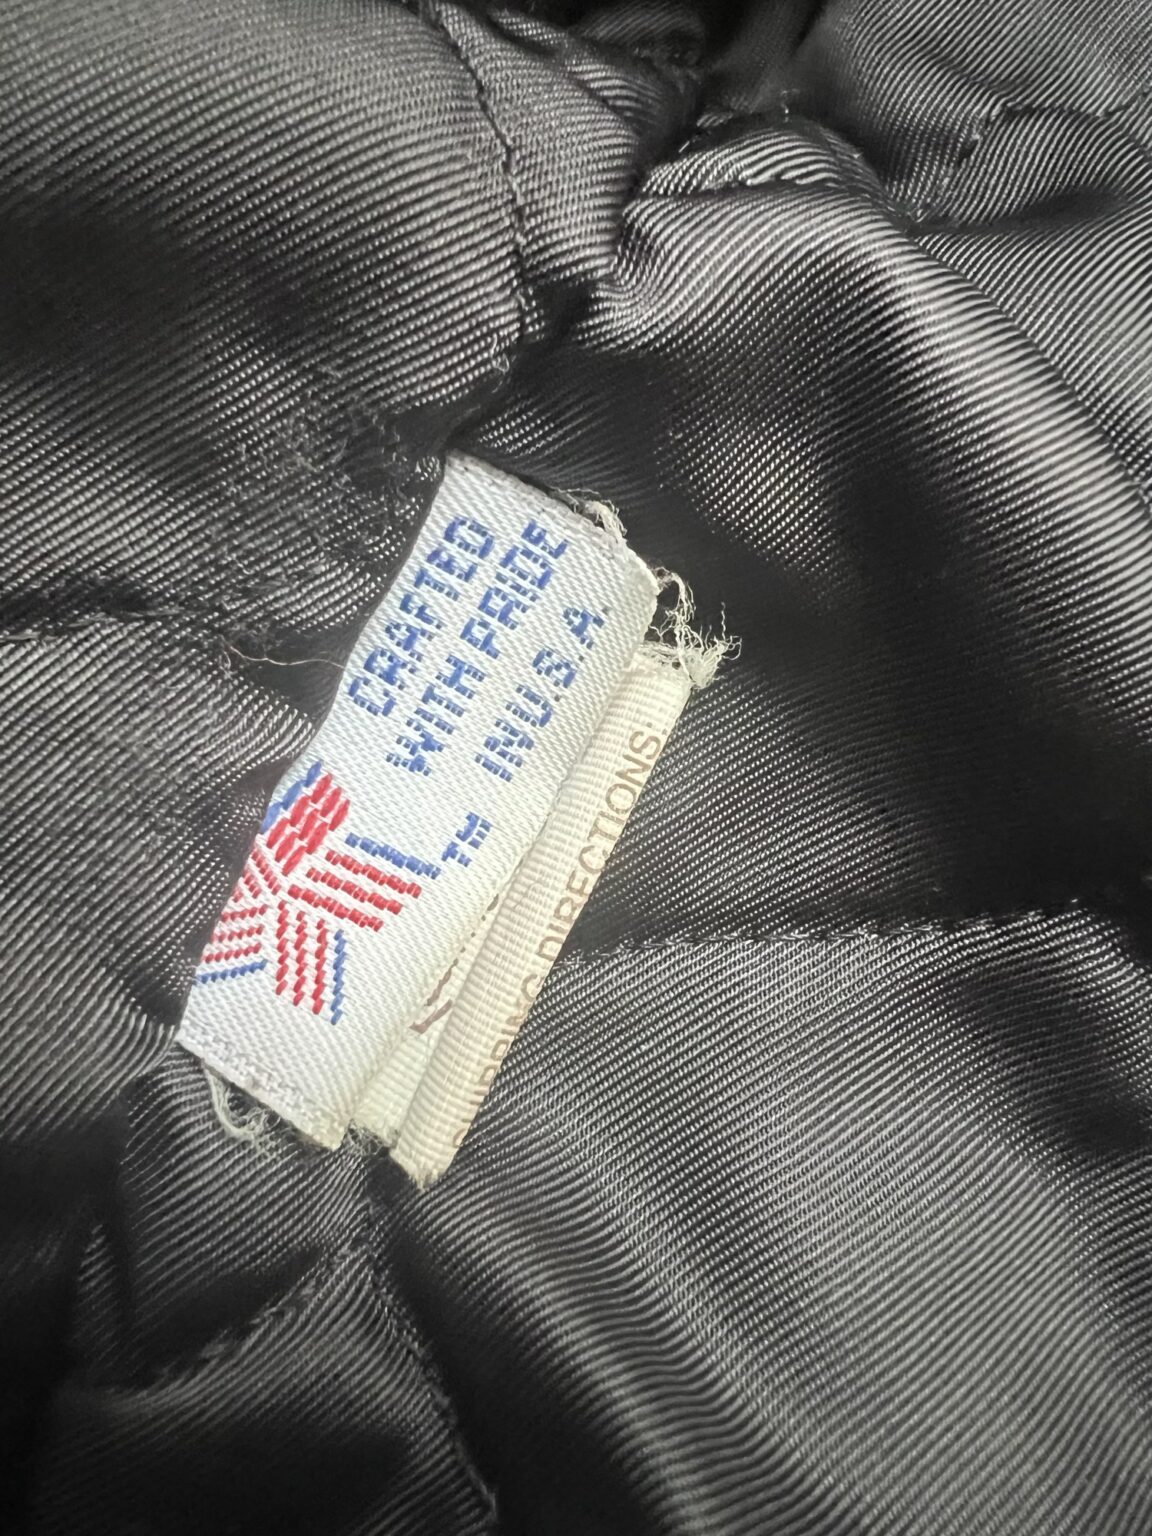 CRAFTED
WITH PRIDE
IN U.S.A.
TM
DIRECTIONS: